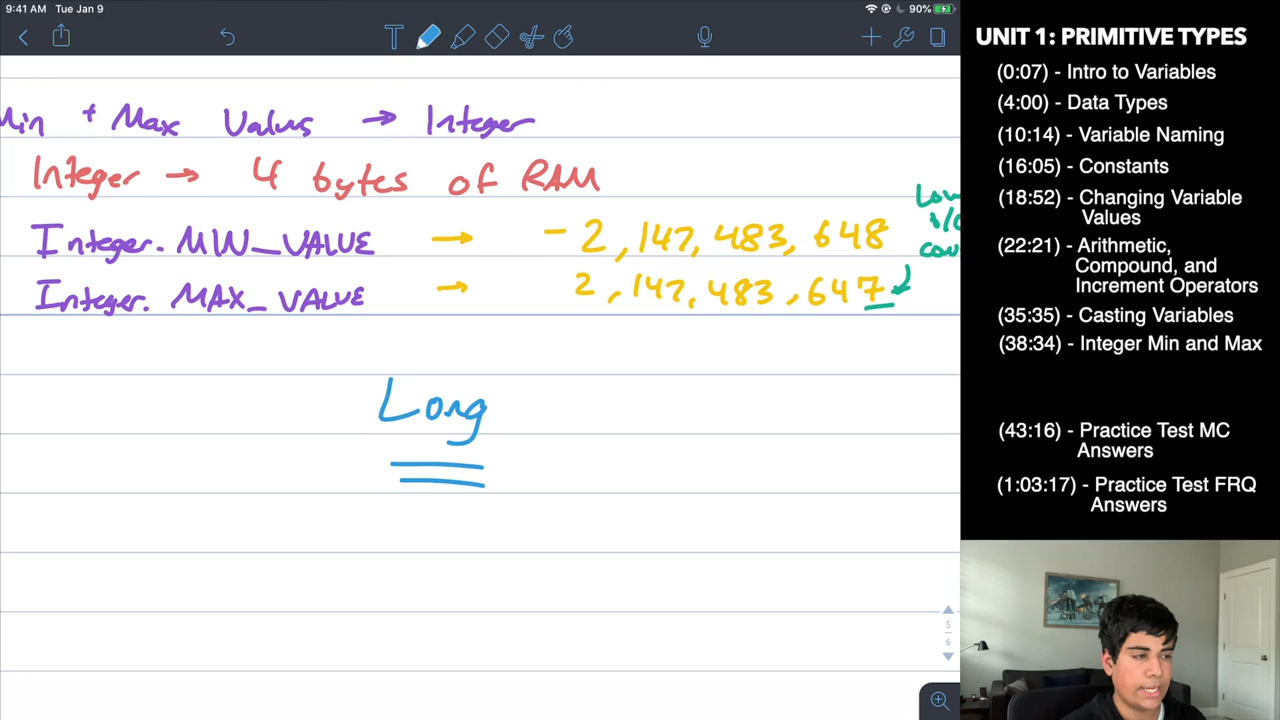 9:41 AM Tue Jan 9
90%
Min + Max Values → Integer
Integer → 4 bytes of RAM
Integer. MIN_VALUE → - 2,147,483,648
Integer. MAX_VALUE → 2,147,483,647
Long
5
6
UNIT 1: PRIMITIVE TYPES
(0:07) - Intro to Variables
(4:00) - Data Types
(10:14) - Variable Naming
(16:05) - Constants
(18:52) - Changing Variable
Values
(22:21) - Arithmetic,
Compound, and
Increment Operators
(35:35) - Casting Variables
(38:34) - Integer Min and Max
(43:16) - Practice Test MC
Answers
(1:03:17) - Practice Test FRQ
Answers